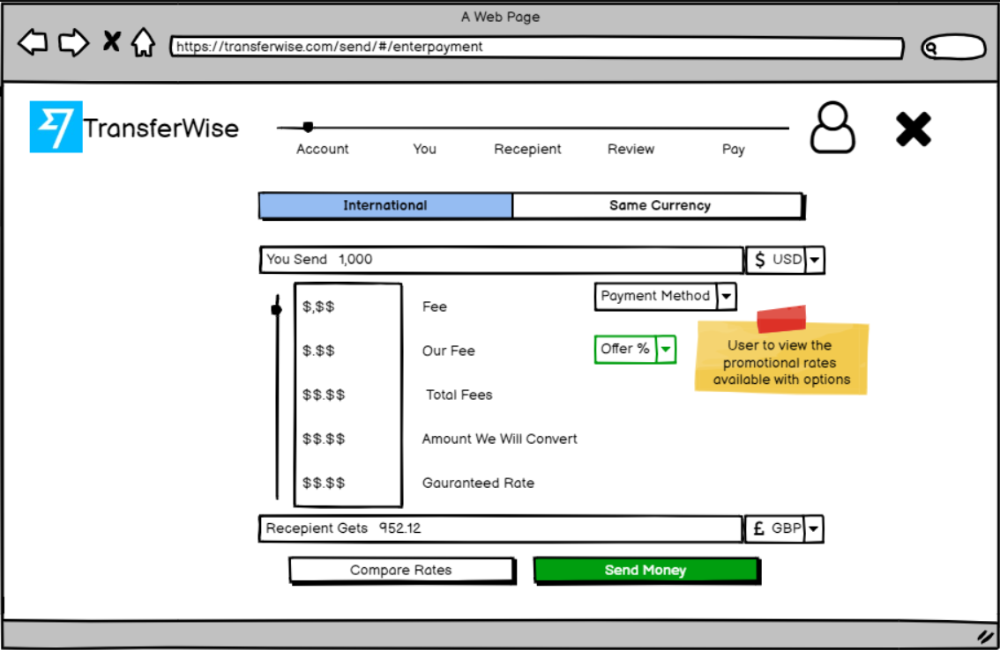 A Web Page
https://transferwise.com/send/#/enterpayment
TransferWise
Account You Recepient Review Pay
International Same Currency
You Send 1,000 $ USD
$,$$ Fee Payment Method
$.$$ Our Fee Offer %
User to view the
promotional rates
available with options
$$.$$ Total Fees
$$.$$ Amount We Will Convert
$$.$$ Gauranteed Rate
Recepient Gets 952.12 £ GBP
Compare Rates Send Money